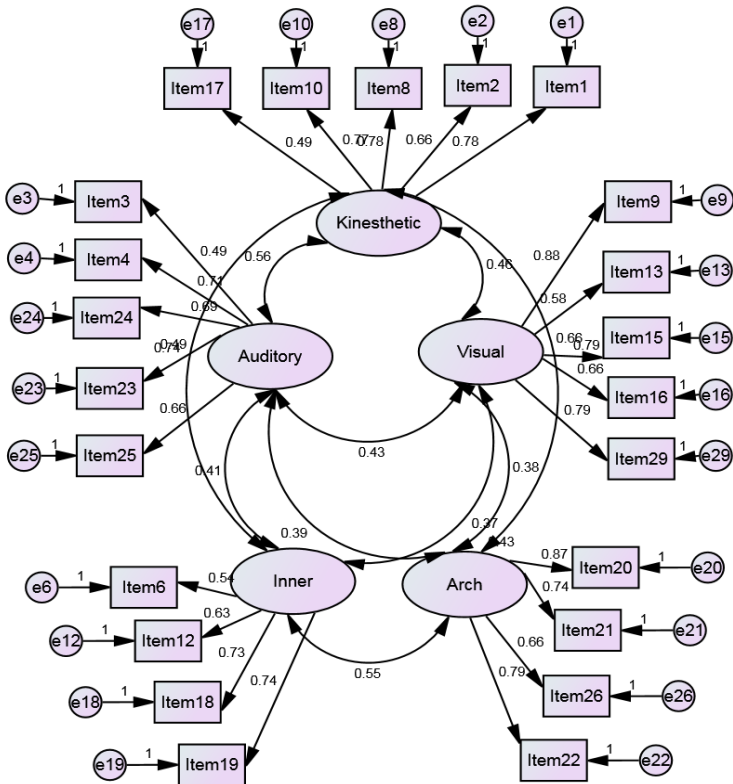 e17 e10 e8 e2 e1
1 1 1 1 1
Item17 Item10 Item8 Item2 Item1
0.49 0.78 0.66 0.78
e3 1 Item3
Item9 1 e9
Kinesthetic
0.49 0.56 0.46 0.88
e4 1 Item4
Item13 1 e13
0.71
0.58
e24 1 Item24
0.69
Item15 1 e15
0.66 0.79
Auditory Visual
0.66
e23 1 Item23
Item16 1 e16
0.66
0.79
e25 1 Item25
0.43
Item29 1 e29
0.41 0.38
0.39 0.37
Inner Arch
0.87 Item20 1 e20
e6 1 Item6 0.54
0.74
e12 1 Item12 0.63
Item21 1 e21
0.73
0.66
0.74 0.55 0.79
e18 1 Item18
Item26 1 e26
e19 1 Item19
Item22 1 e22